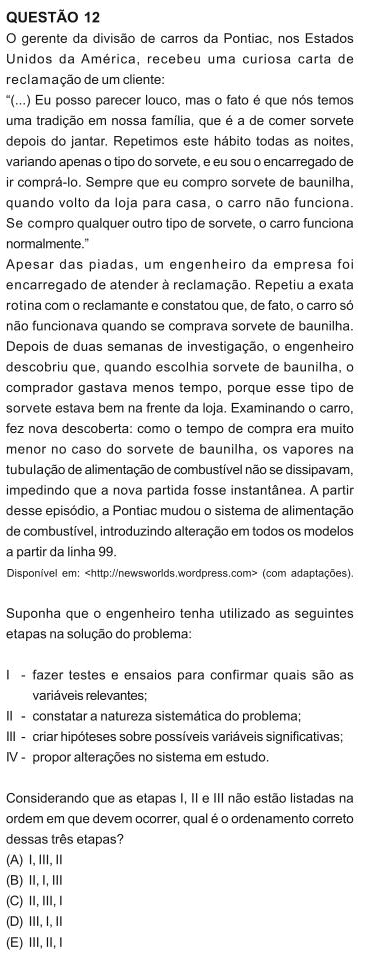 QUESTÃO 12
O gerente da divisão de carros da Pontiac, nos Estados
Unidos da América, recebeu uma curiosa carta de
reclamação de um cliente:
“(...) Eu posso parecer louco, mas o fato é que nós temos
uma tradição em nossa família, que é a de comer sorvete
depois do jantar. Repetimos este hábito todas as noites,
variando apenas o tipo do sorvete, e eu sou o encarregado de
ir comprá-lo. Sempre que eu compro sorvete de baunilha,
quando volto da loja para casa, o carro não funciona.
Se compro qualquer outro tipo de sorvete, o carro funciona
normalmente.”
Apesar das piadas, um engenheiro da empresa foi
encarregado de atender à reclamação. Repetiu a exata
rotina com o reclamante e constatou que, de fato, o carro só
não funcionava quando se comprava sorvete de baunilha.
Depois de duas semanas de investigação, o engenheiro
descobriu que, quando escolhia sorvete de baunilha, o
comprador gastava menos tempo, porque esse tipo de
sorvete estava bem na frente da loja. Examinando o carro,
fez nova descoberta: como o tempo de compra era muito
menor no caso do sorvete de baunilha, os vapores na
tubulação de alimentação de combustível não se dissipavam,
impedindo que a nova partida fosse instantânea. A partir
desse episódio, a Pontiac mudou o sistema de alimentação
de combustível, introduzindo alteração em todos os modelos
a partir da linha 99.
Disponível em: <http://newsworlds.wordpress.com> (com adaptações).
Suponha que o engenheiro tenha utilizado as seguintes
etapas na solução do problema:
I - fazer testes e ensaios para confirmar quais são as
variáveis relevantes;
II - constatar a natureza sistemática do problema;
III - criar hipóteses sobre possíveis variáveis significativas;
IV - propor alterações no sistema em estudo.
Considerando que as etapas I, II e III não estão listadas na
ordem em que devem ocorrer, qual é o ordenamento correto
dessas três etapas?
(A) I, III, II
(B) II, I, III
(C) II, III, I
(D) III, I, II
(E) III, II, I